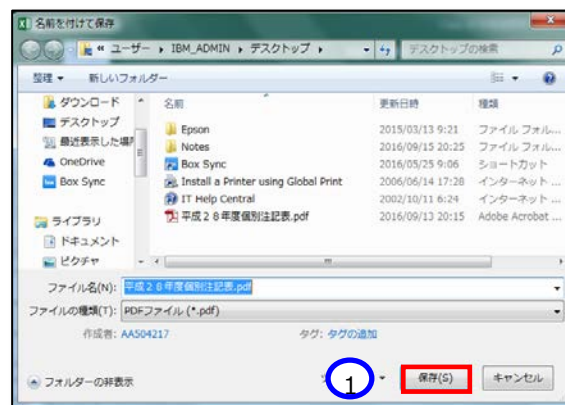 名前を付けて保存
« ユーザー ▸ IBM_ADMIN ▸ デスクトップ ▸
デスクトップの検索
整理 ▼ 新しいフォルダー
ダウンロード
デスクトップ
最近表示した場所
OneDrive
Box Sync
ライブラリ
ドキュメント
ピクチャ
名前 更新日時 種類
Epson 2015/03/13 9:21 ファイル フォル...
Notes 2016/09/15 20:25 ファイル フォル...
Box Sync 2016/05/25 9:06 ショートカット
Install a Printer using Global Print 2006/06/14 17:28 インターネット ...
IT Help Central 2002/10/11 6:24 インターネット ...
平成28年度個別注記表.pdf 2016/09/13 20:15 Adobe Acrobat ...
ファイル名(N): 平成28年度個別注記表.pdf
ファイルの種類(T): PDFファイル (*.pdf)
作成者: AA504217 タグ: タグの追加
フォルダーの非表示
1
保存(S) キャンセル